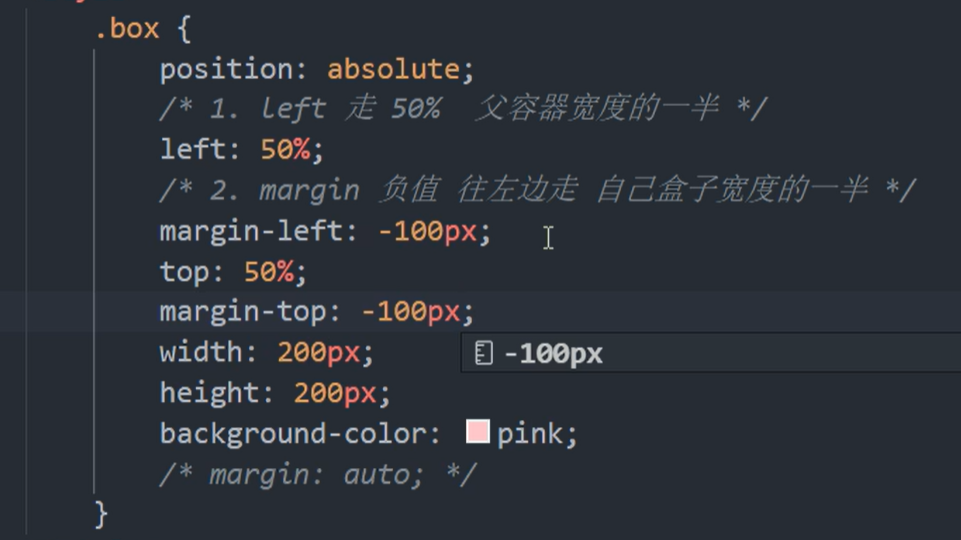 .box {
position: absolute;
/* 1. left 走 50%  父容器宽度的一半 */
left: 50%;
/* 2. margin 负值 往左边走 自己盒子宽度的一半 */
margin-left: -100px;
top: 50%;
margin-top: -100px;
-100px
width: 200px;
height: 200px;
background-color: pink;
/* margin: auto; */
}